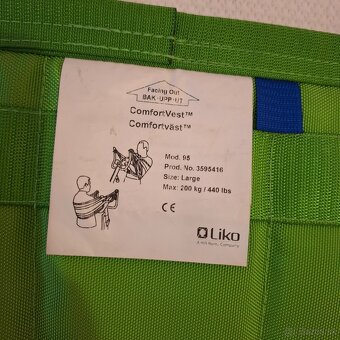 Facing Out
BAK-UPP-UT
ComfortVest™
Comfortväst™
Mod. 95
Prod. No. 3595416
Size: Large
Max: 200 kg / 440 lbs
CE
Liko